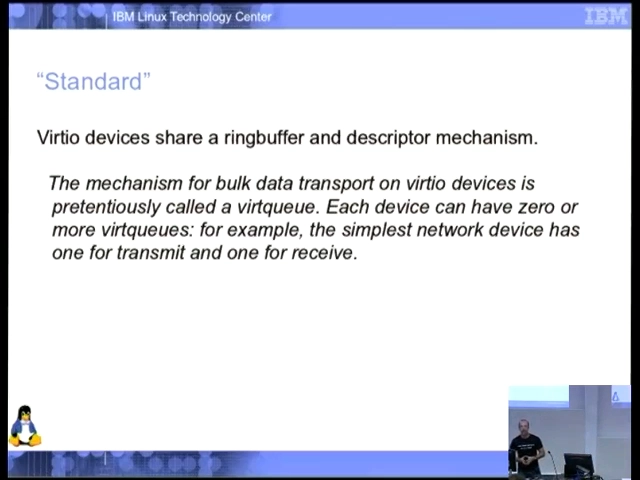 IBM Linux Technology Center
IBM
“Standard”
Virtio devices share a ringbuffer and descriptor mechanism.
The mechanism for bulk data transport on virtio devices is
pretentiously called a virtqueue. Each device can have zero or
more virtqueues: for example, the simplest network device has
one for transmit and one for receive.